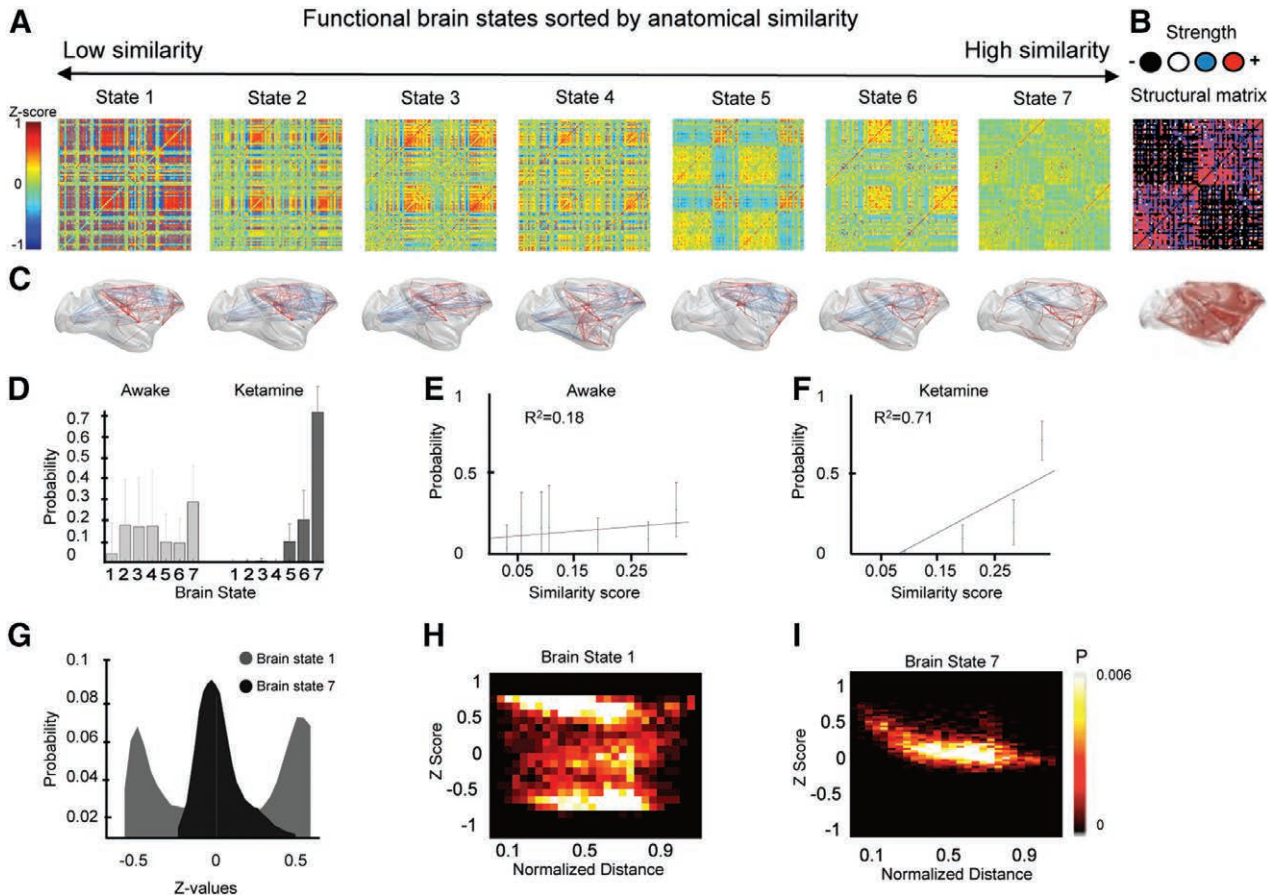 A
Functional brain states sorted by anatomical similarity
Low similarity
High similarity
B
Strength
- +
State 1 State 2 State 3 State 4 State 5 State 6 State 7
Structural matrix
Z-score
1
0
-1
C
D
Awake Ketamine
Probability
0.7
0.6
0.5
0.4
0.3
0.2
0.1
0
1 2 3 4 5 6 7 1 2 3 4 5 6 7
Brain State
E
Awake
R²=0.18
Probability
1
0.5
0
0.05 0.15 0.25
Similarity score
F
Ketamine
R²=0.71
Probability
1
0.5
0
0.05 0.15 0.25
Similarity score
G
Brain state 1
Brain state 7
Probability
0.1
0.08
0.06
0.04
0.02
-0.5 0 0.5
Z-values
H
Brain State 1
Z Score
1
0.5
0
-0.5
-1
0.1 0.5 0.9
Normalized Distance
I
Brain State 7
Z Score
1
0.5
0
-0.5
-1
0.1 0.5 0.9
Normalized Distance
P
0.006
0